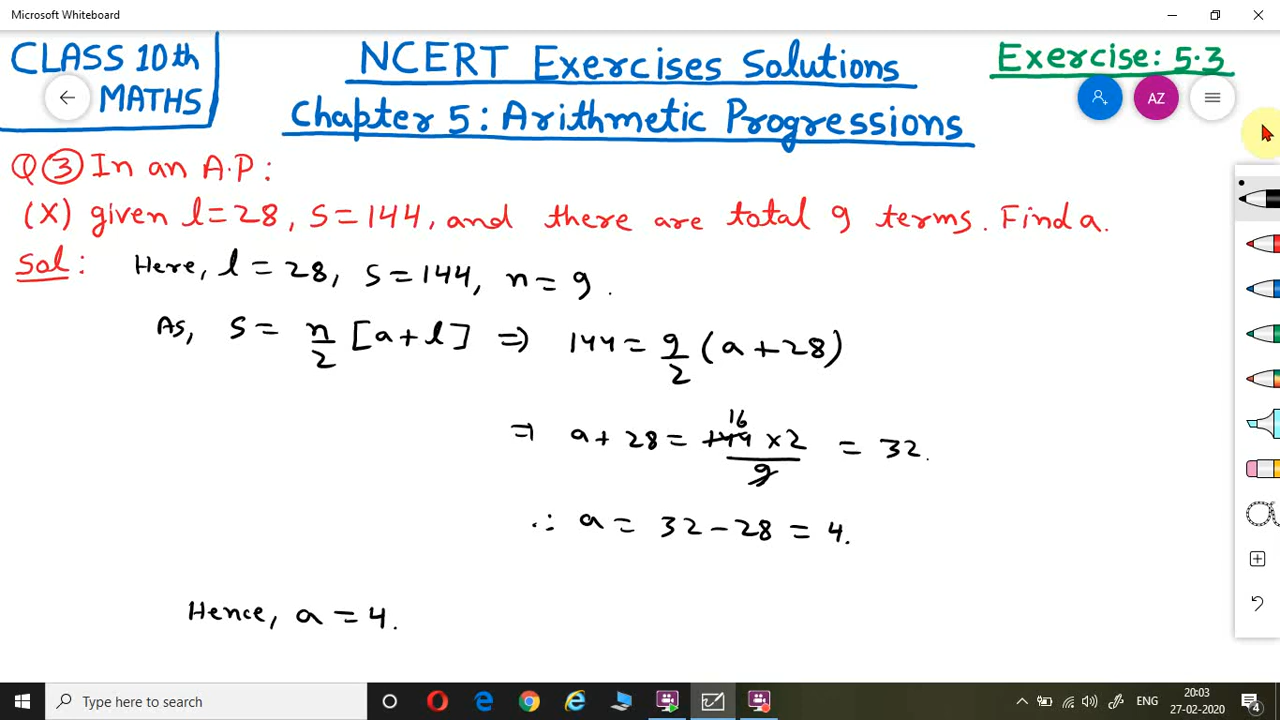 Microsoft Whiteboard
CLASS 10th
MATHS
NCERT Exercises Solutions
Chapter 5: Arithmetic Progressions
Exercise: 5.3
AZ
Q ③ In an A.P:
(X) given l=28, S=144, and there are total 9 terms. Find a.
Sol:
Here, l = 28, S = 144, n = 9.
As, S = n/2 [a+l] ⇒ 144 = 9/2 (a+28)
⇒ a+28 = 16 144×2/9 = 32.
∴ a = 32-28 = 4.
Hence, a = 4.
Type here to search
ENG
20:03
27-02-2020
4